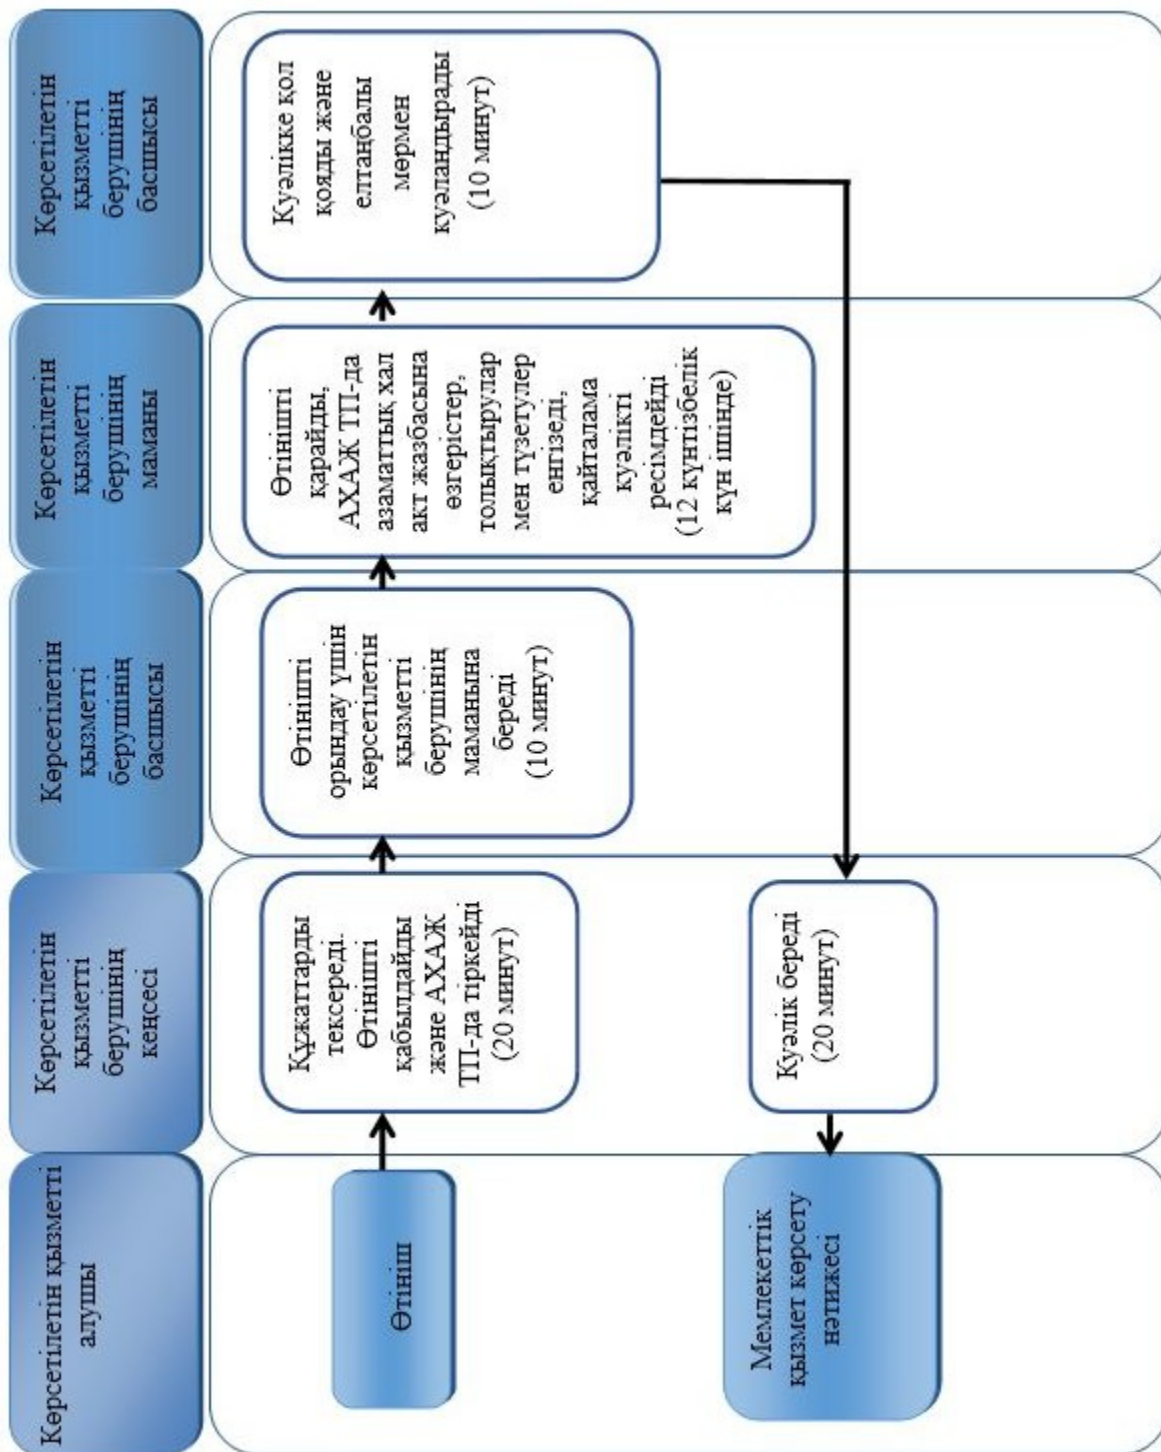 Көрсетілетін қызметті
алушы
Көрсетілетін
қызметті
берушінің
кеңсесі
Көрсетілетін
қызметті
берушінің
басшысы
Көрсетілетін
қызметті
берушінің
маманы
Көрсетілетін
қызметті
берушінің
басшысы
Өтініш
Құжаттарды
тексереді.
Өтінішті
қабылдайды
және АХАЖ
ТП-да тіркейді
(20 минут)
Өтінішті
орындау үшін
көрсетілетін
қызметті
берушінің
маманына
береді
(10 минут)
Өтінішті
қарайды,
АХАЖ ТП-да
азаматтық хал
акт жазбасына
өзгерістер,
толықтырулар
мен түзетулер
енгізеді,
қайталама
куәлікті
ресімдейді
(12 күнтізбелік
күн ішінде)
Куәлікке қол
қояды және
елтаңбалы
мөрмен
куәландырады
(10 минут)
Куәлік береді
(20 минут)
Мемлекеттік
қызмет көрсету
нәтижесі